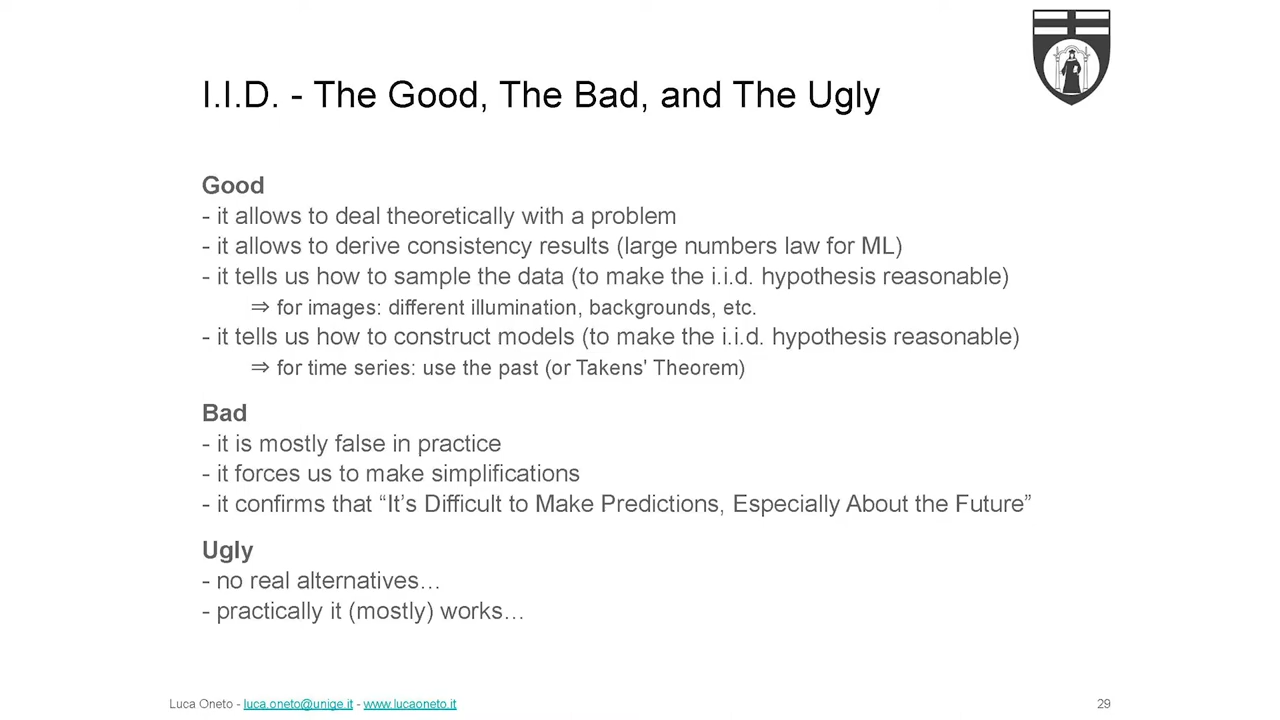 I.I.D. - The Good, The Bad, and The Ugly
Good
- it allows to deal theoretically with a problem
- it allows to derive consistency results (large numbers law for ML)
- it tells us how to sample the data (to make the i.i.d. hypothesis reasonable)
⇒ for images: different illumination, backgrounds, etc.
- it tells us how to construct models (to make the i.i.d. hypothesis reasonable)
⇒ for time series: use the past (or Takens' Theorem)
Bad
- it is mostly false in practice
- it forces us to make simplifications
- it confirms that “It’s Difficult to Make Predictions, Especially About the Future”
Ugly
- no real alternatives…
- practically it (mostly) works…
Luca Oneto - luca.oneto@unige.it - www.lucaoneto.it
29